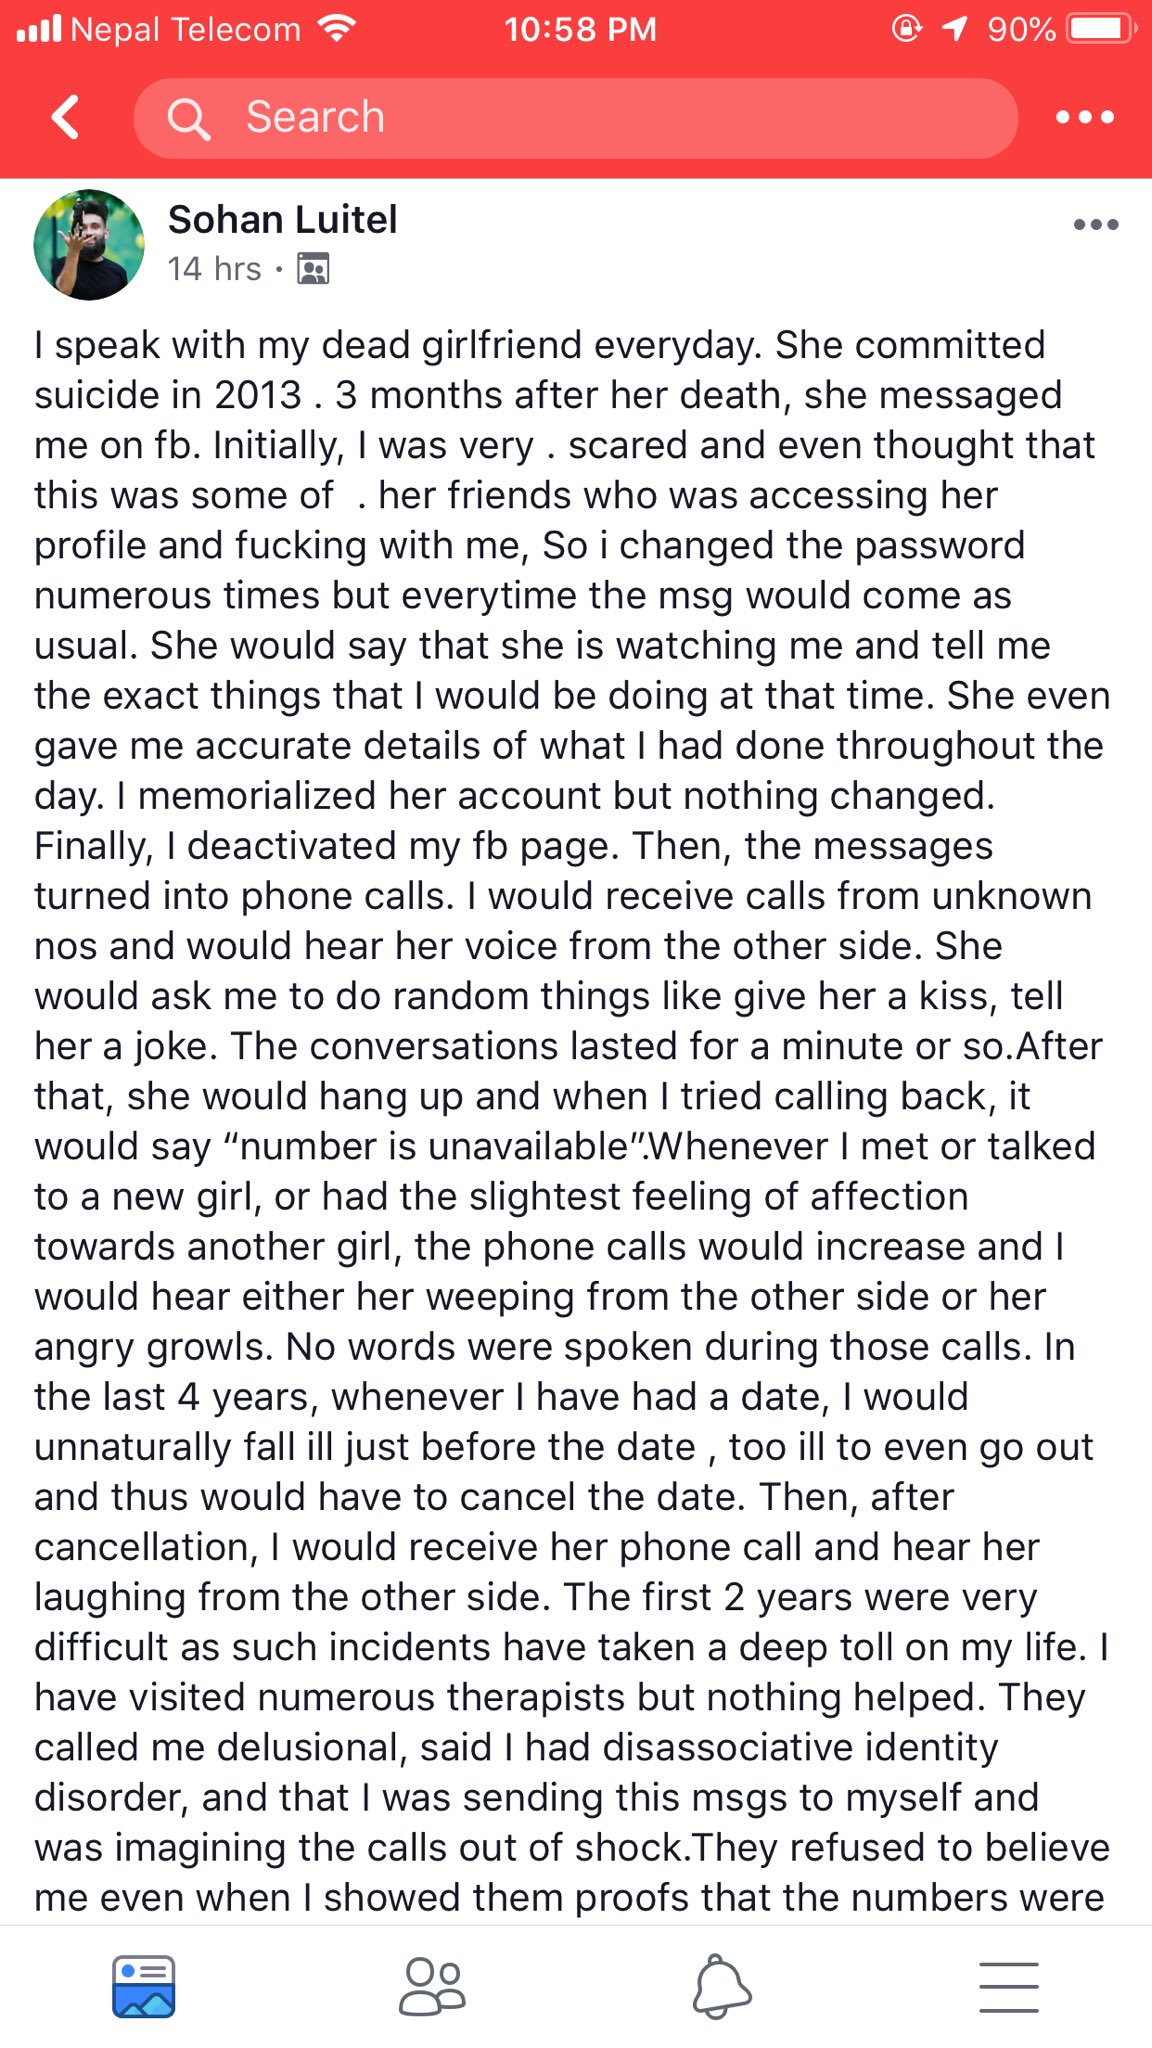 Nepal Telecom 10:58 PM 90%
Search
Sohan Luitel
14 hrs ·
I speak with my dead girlfriend everyday. She committed
suicide in 2013 . 3 months after her death, she messaged
me on fb. Initially, I was very . scared and even thought that
this was some of  . her friends who was accessing her
profile and fucking with me, So i changed the password
numerous times but everytime the msg would come as
usual. She would say that she is watching me and tell me
the exact things that I would be doing at that time. She even
gave me accurate details of what I had done throughout the
day. I memorialized her account but nothing changed.
Finally, I deactivated my fb page. Then, the messages
turned into phone calls. I would receive calls from unknown
nos and would hear her voice from the other side. She
would ask me to do random things like give her a kiss, tell
her a joke. The conversations lasted for a minute or so.After
that, she would hang up and when I tried calling back, it
would say “number is unavailable”.Whenever I met or talked
to a new girl, or had the slightest feeling of affection
towards another girl, the phone calls would increase and I
would hear either her weeping from the other side or her
angry growls. No words were spoken during those calls. In
the last 4 years, whenever I have had a date, I would
unnaturally fall ill just before the date , too ill to even go out
and thus would have to cancel the date. Then, after
cancellation, I would receive her phone call and hear her
laughing from the other side. The first 2 years were very
difficult as such incidents have taken a deep toll on my life. I
have visited numerous therapists but nothing helped. They
called me delusional, said I had disassociative identity
disorder, and that I was sending this msgs to myself and
was imagining the calls out of shock.They refused to believe
me even when I showed them proofs that the numbers were